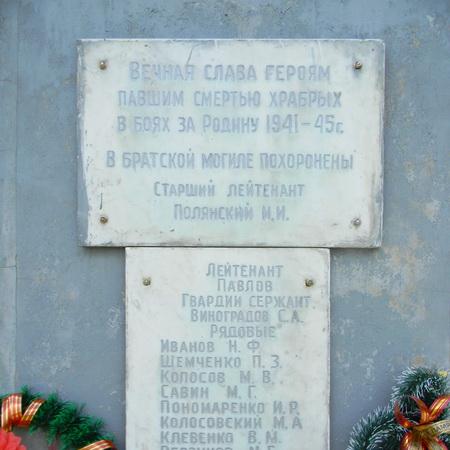 Вечная слава героям
павшим смертью храбрых
в боях за Родину 1941-45г.
В братской могиле похоронены
Старший лейтенант
Полянский И.И.
Лейтенант
Павлов
Гвардии сержант
Виноградов С.А.
Рядовые
Иванов Н.Ф.
Шемченко П.З.
Колосов М.В.
Савин М.Г.
Пономаренко И.Р.
Колосовский М.А
Клевенко В.М.